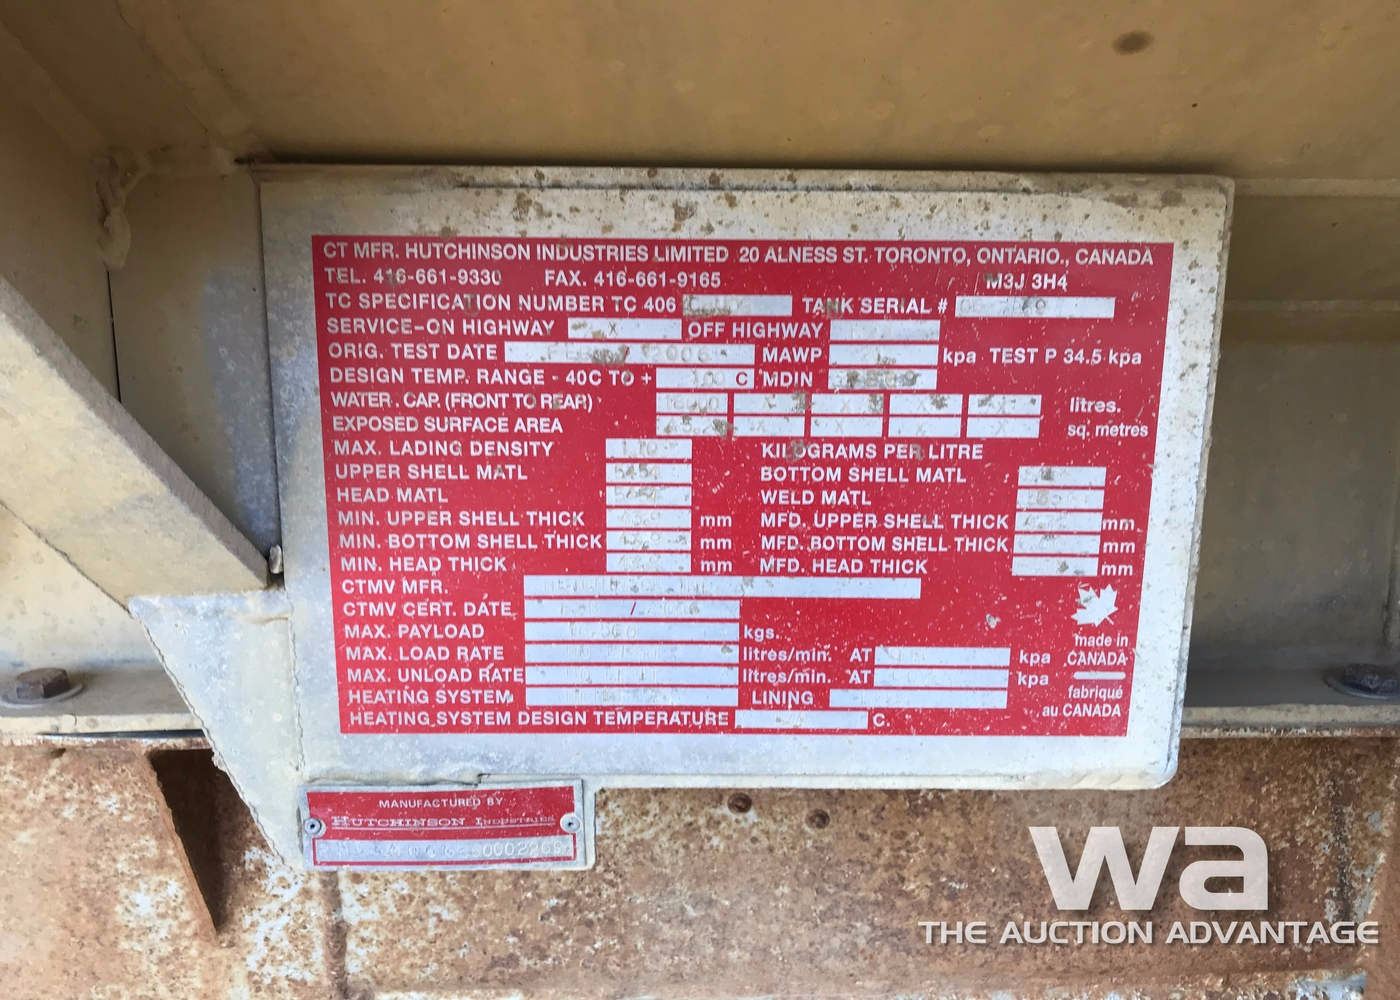 CT MFR. HUTCHINSON INDUSTRIES LIMITED 20 ALNESS ST. TORONTO, ONTARIO., CANADA
TEL. 416-661-9330 FAX. 416-661-9165 M3J 3H4
TC SPECIFICATION NUMBER TC 406 TANK SERIAL #
SERVICE-ON HIGHWAY X OFF HIGHWAY
ORIG. TEST DATE 2006 MAWP kpa TEST P 34.5 kpa
DESIGN TEMP. RANGE - 40C TO + C MDIN
WATER . CAP. (FRONT TO REAR) X X X X litres.
EXPOSED SURFACE AREA X X X X sq. metres
MAX. LADING DENSITY KILOGRAMS PER LITRE
UPPER SHELL MATL 5454 BOTTOM SHELL MATL
HEAD MATL WELD MATL
MIN. UPPER SHELL THICK mm MFD. UPPER SHELL THICK mm
MIN. BOTTOM SHELL THICK mm MFD. BOTTOM SHELL THICK mm
MIN. HEAD THICK mm MFD. HEAD THICK mm
CTMV MFR.
CTMV CERT. DATE /
MAX. PAYLOAD kgs.
MAX. LOAD RATE litres/min. AT kpa
MAX. UNLOAD RATE litres/min. AT kpa
HEATING SYSTEM LINING
HEATING SYSTEM DESIGN TEMPERATURE C.
made in
CANADA
fabriqué
au CANADA
MANUFACTURED BY
HUTCHINSON INDUSTRIES
wa
THE AUCTION ADVANTAGE